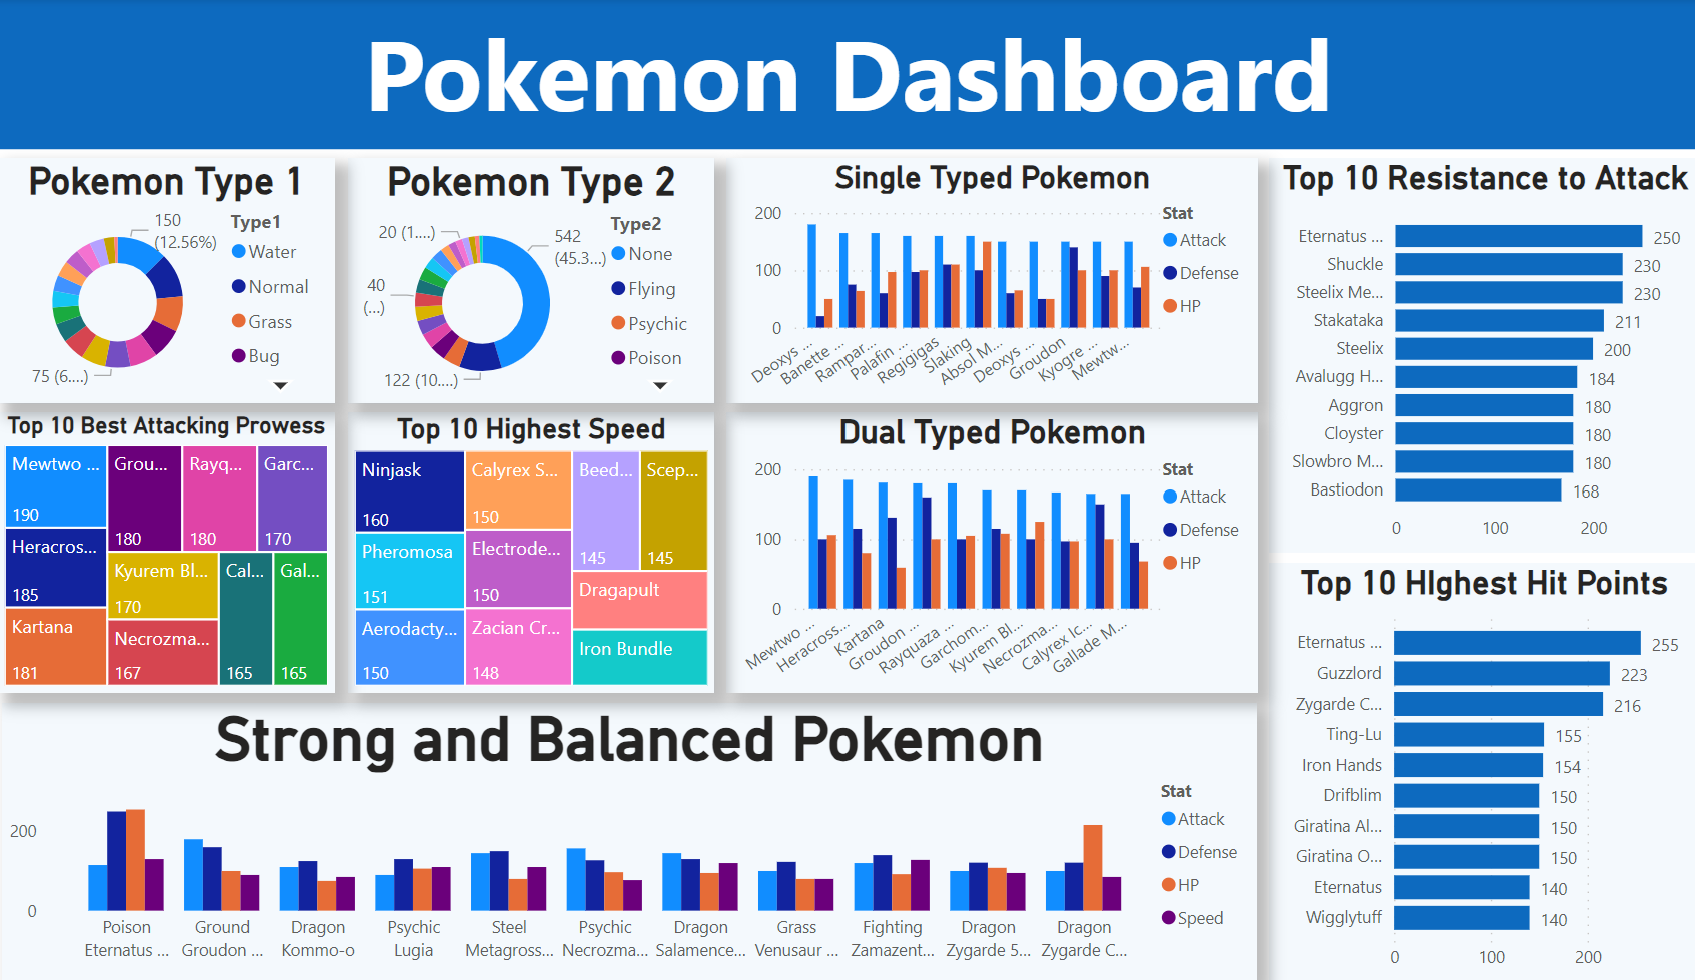 Pokemon Dashboard
Pokemon Type 1
150
(12.56%)
75 (6....)
Type1
Water
Normal
Grass
Bug
Pokemon Type 2
20 (1....)
542
(45.3...)
40
(...)
122 (10....)
Type2
None
Flying
Psychic
Poison
Single Typed Pokemon
200
100
0
Deoxys ...
Banette ...
Rampar...
Palafin ...
Regigigas
Slaking
Absol M...
Deoxys ...
Groudon
Kyogre ...
Mewtw...
Stat
Attack
Defense
HP
Top 10 Resistance to Attack
Eternatus ... 250
Shuckle 230
Steelix Me... 230
Stakataka 211
Steelix 200
Avalugg H... 184
Aggron 180
Cloyster 180
Slowbro M... 180
Bastiodon 168
0 100 200
Top 10 Best Attacking Prowess
Mewtwo ...
190
Heracros...
185
Kartana
181
Grou...
180
Rayq...
180
Garc...
170
Kyurem Bl...
170
Necrozma...
167
Cal...
165
Gal...
165
Top 10 Highest Speed
Ninjask
160
Pheromosa
151
Aerodacty...
150
Calyrex S...
150
Electrode...
150
Zacian Cr...
148
Beed...
145
Scep...
145
Dragapult
Iron Bundle
Dual Typed Pokemon
200
100
0
Mewtwo ...
Heracross...
Kartana
Groudon ...
Rayquaza ...
Garchom...
Kyurem Bl...
Necrozma...
Calyrex Ic...
Gallade M...
Stat
Attack
Defense
HP
Top 10 HIghest Hit Points
Eternatus ... 255
Guzzlord 223
Zygarde C... 216
Ting-Lu 155
Iron Hands 154
Drifblim 150
Giratina Al... 150
Giratina O... 150
Eternatus 140
Wigglytuff 140
0 100 200
Strong and Balanced Pokemon
200
0
Poison Ground Dragon Psychic Steel Psychic Dragon Grass Fighting Dragon Dragon
Eternatus ... Groudon ... Kommo-o Lugia Metagross... Necrozma... Salamence... Venusaur ... Zamazent... Zygarde 5... Zygarde C...
Stat
Attack
Defense
HP
Speed